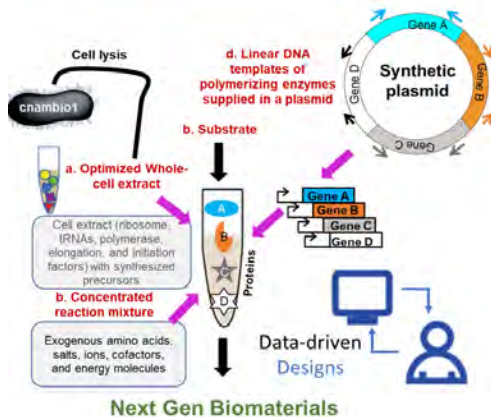 Cell lysis
cnambio1
d. Linear DNA
templates of
polymerizing enzymes
supplied in a plasmid
Gene A
Gene B
Gene C
Gene D
Synthetic
plasmid
b. Substrate
a. Optimized Whole-
cell extract
Cell extract (ribosome,
tRNAs, polymerase,
elongation, and initiation
factors) with synthesized
precursors
b. Concentrated
reaction mixture
Exogenous amino acids,
salts, ions, cofactors,
and energy molecules
A
B
C
D
Proteins
Gene A
Gene B
Gene C
Gene D
Data-driven
Designs
Next Gen Biomaterials